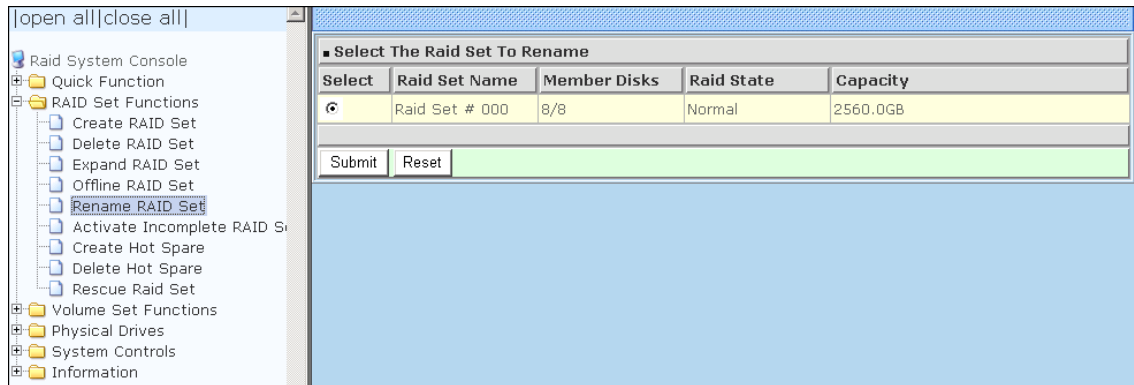 |open all|close all|
Raid System Console
Quick Function
RAID Set Functions
Create RAID Set
Delete RAID Set
Expand RAID Set
Offline RAID Set
Rename RAID Set
Activate Incomplete RAID S
Create Hot Spare
Delete Hot Spare
Rescue Raid Set
Volume Set Functions
Physical Drives
System Controls
Information
Select The Raid Set To Rename
Select Raid Set Name Member Disks Raid State Capacity
Raid Set # 000 8/8 Normal 2560.0GB
Submit Reset